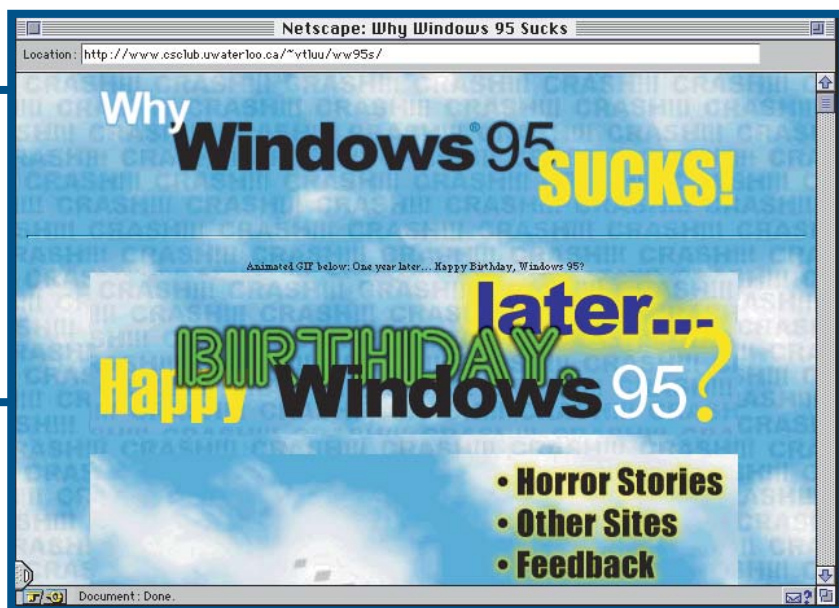 Netscape: Why Windows 95 Sucks
Location: http://www.csclub.uwaterloo.ca/~vtluu/ww95s/
Why
Windows® 95
SUCKS!
Animated GIF below: One year later... Happy Birthday, Windows 95?
later...
Happy BIRTHDAY,
Windows 95?
• Horror Stories
• Other Sites
• Feedback
Document: Done.
?